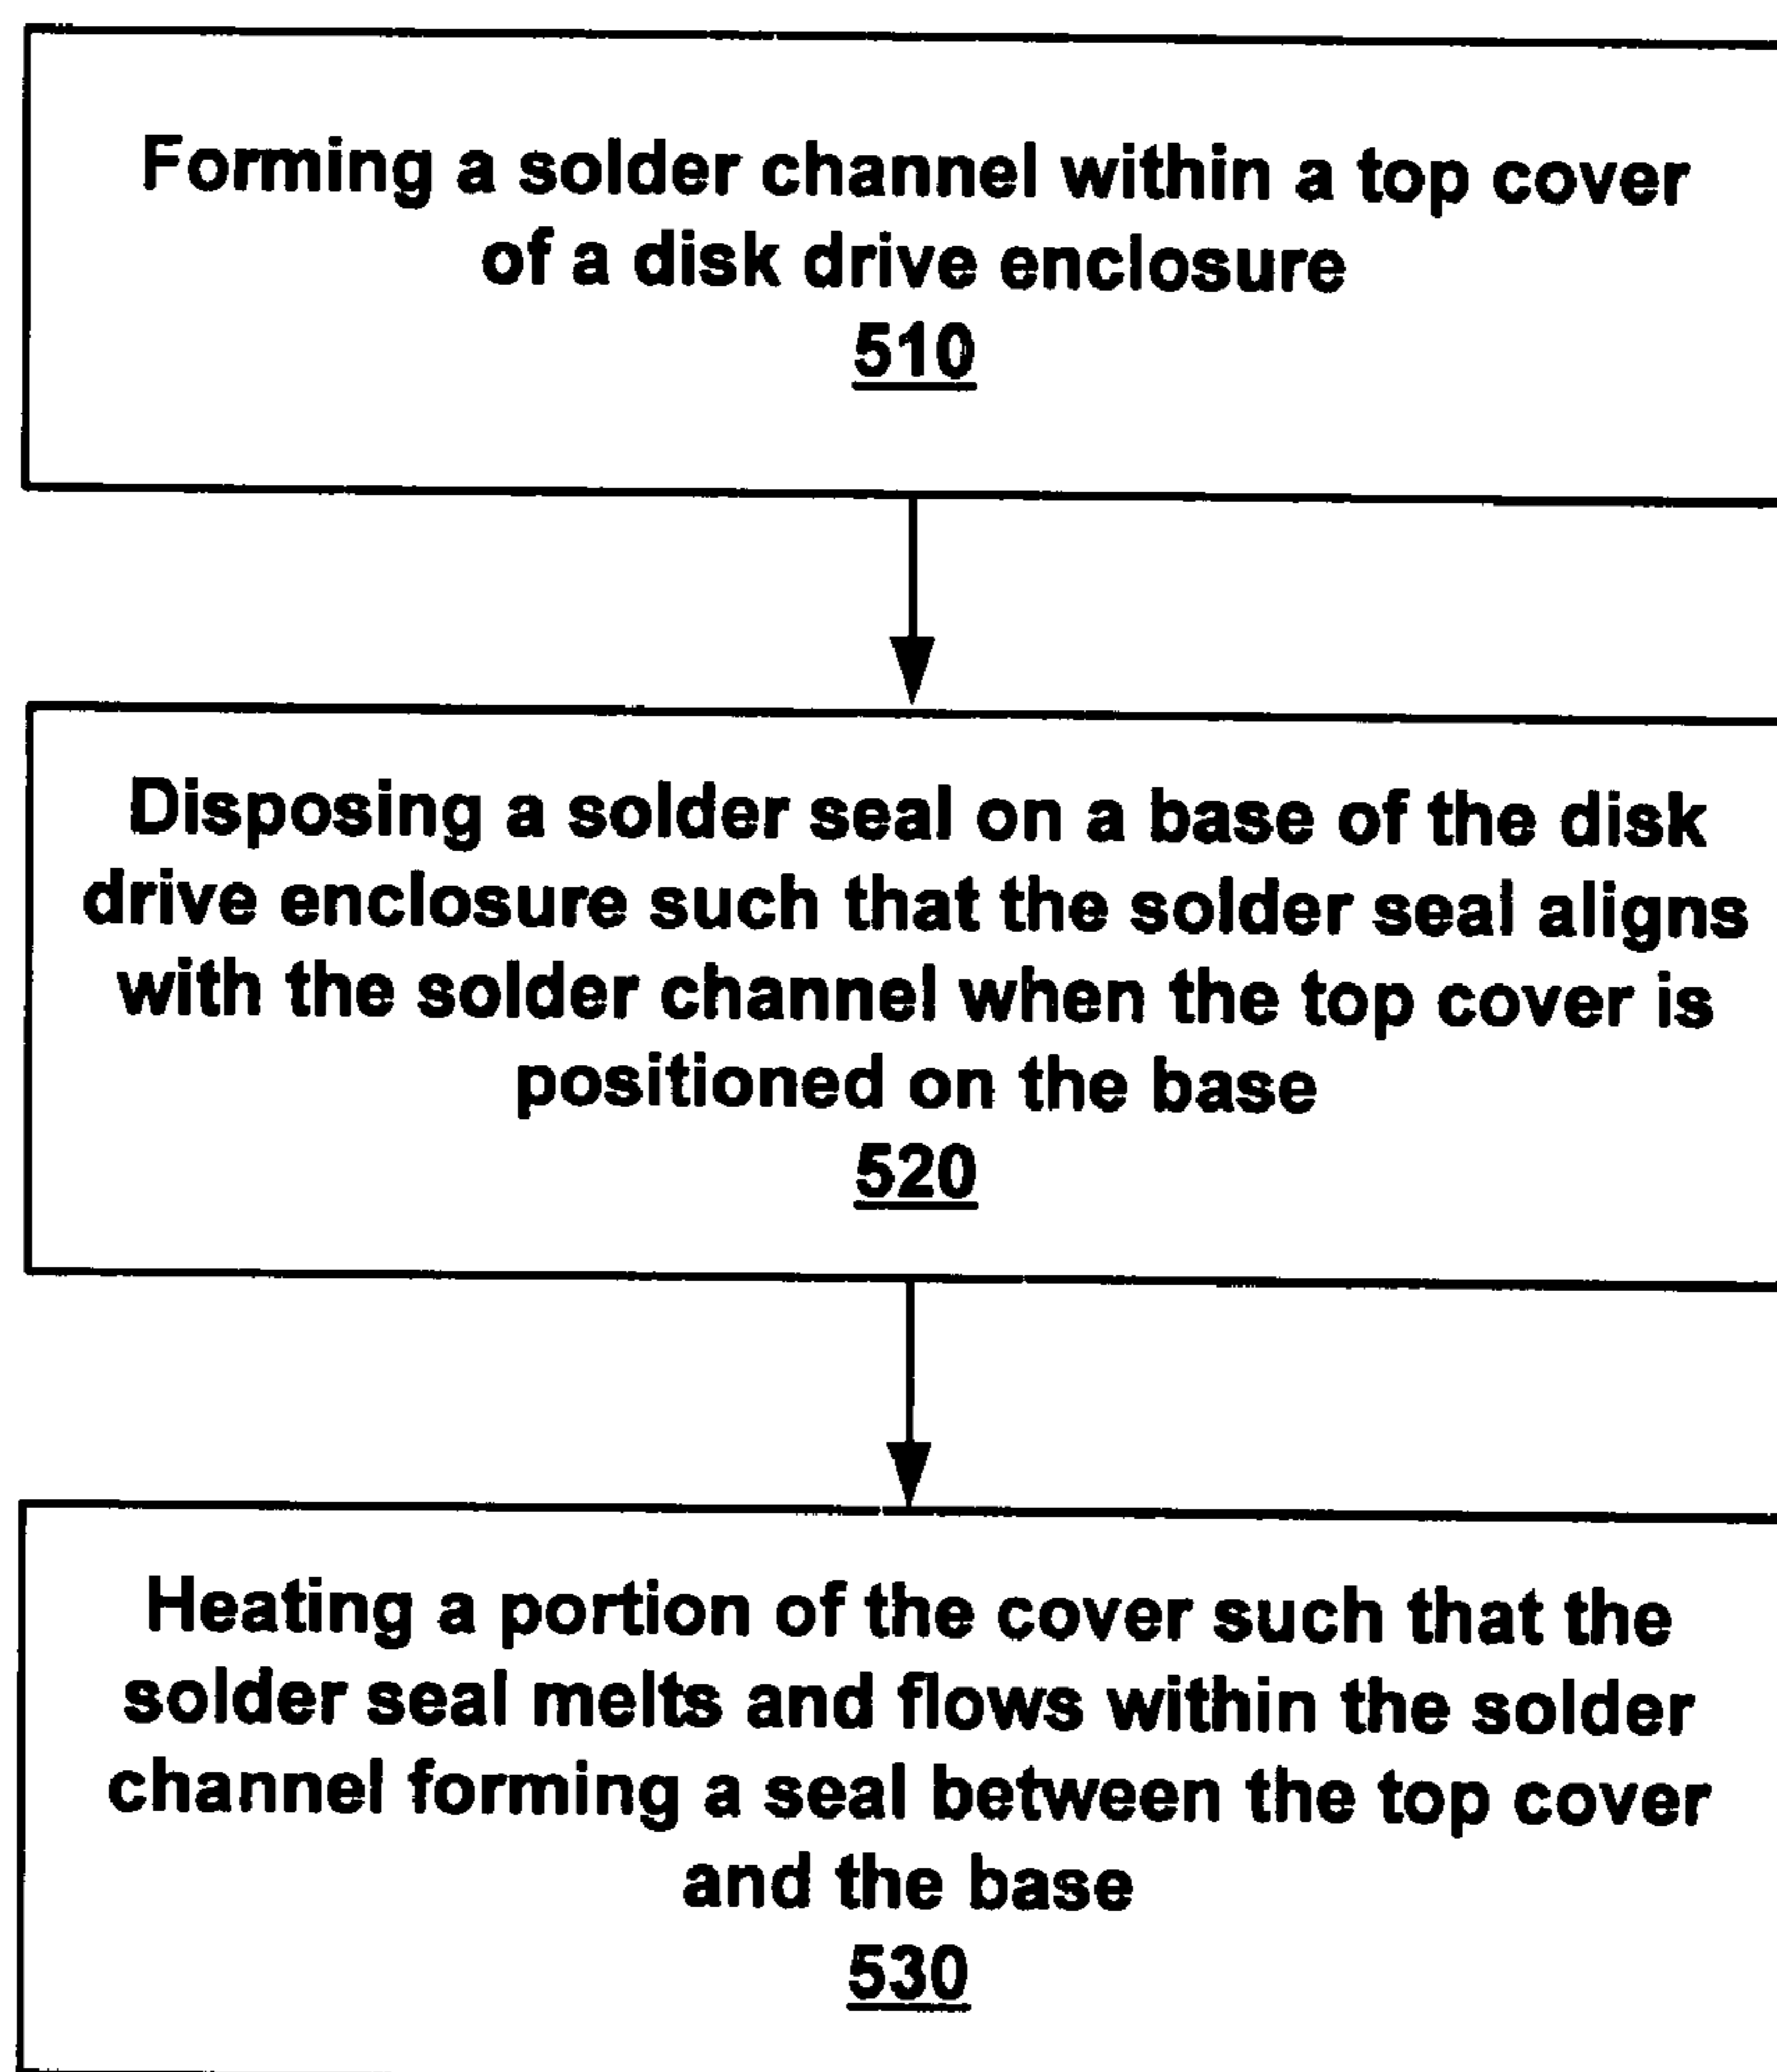 Forming a solder channel within a top cover
of a disk drive enclosure
510
Disposing a solder seal on a base of the disk
drive enclosure such that the solder seal aligns
with the solder channel when the top cover is
positioned on the base
520
Heating a portion of the cover such that the
solder seal melts and flows within the solder
channel forming a seal between the top cover
and the base
530